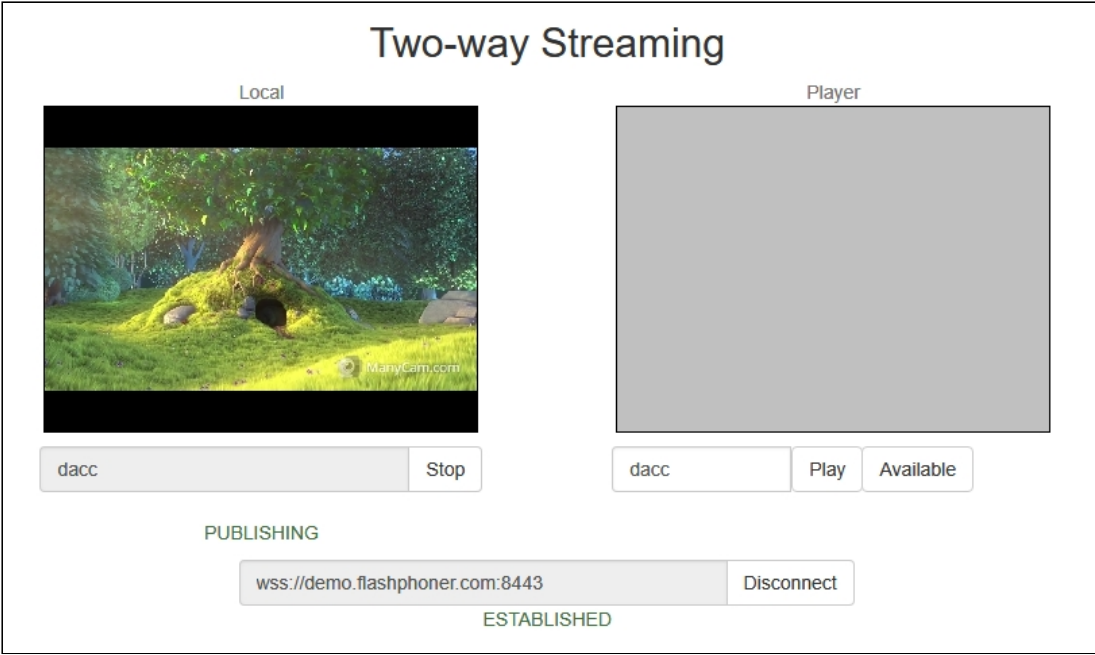 Two-way Streaming
Local
Player
ManyCam.com
dacc
Stop
dacc
Play
Available
PUBLISHING
wss://demo.flashphoner.com:8443
Disconnect
ESTABLISHED